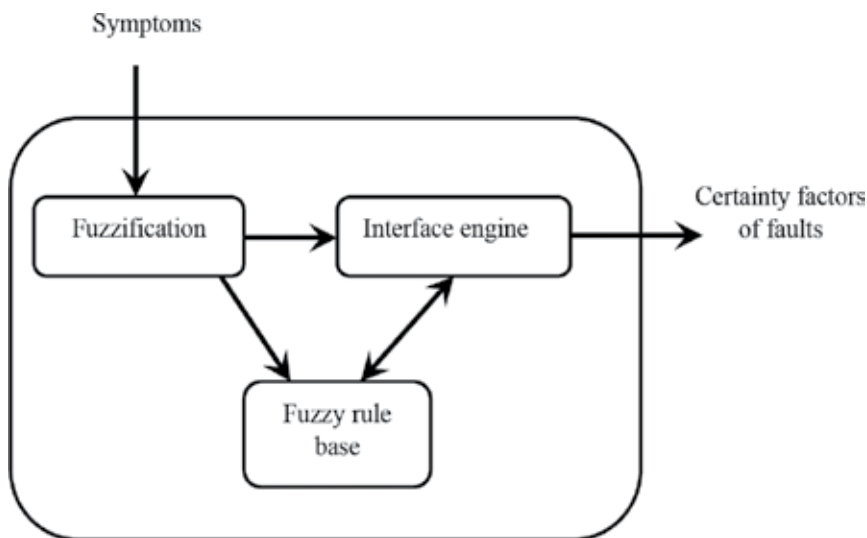 Symptoms
Fuzzification
Interface engine
Certainty factors
of faults
Fuzzy rule
base